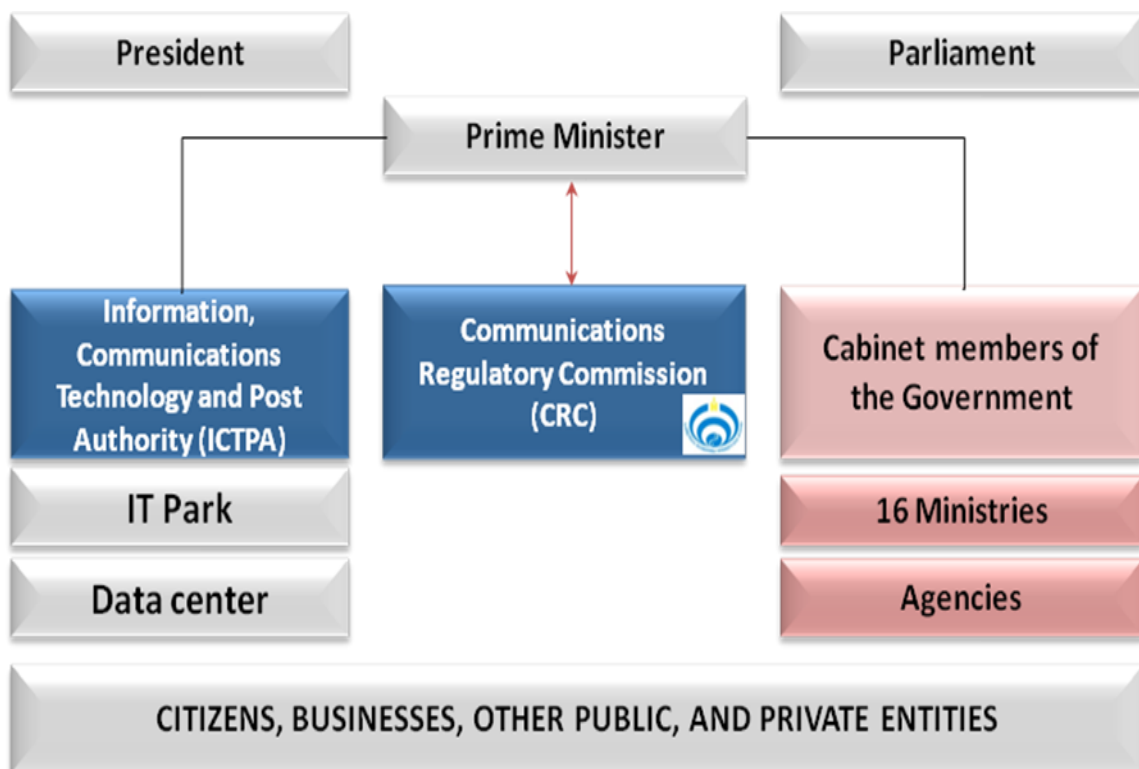 President
Parliament
Prime Minister
Information,
Communications
Technology and Post
Authority (ICTPA)
Communications
Regulatory Commission
(CRC)
Cabinet members of
the Government
IT Park
16 Ministries
Data center
Agencies
CITIZENS, BUSINESSES, OTHER PUBLIC, AND PRIVATE ENTITIES